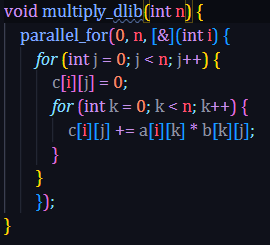 void multiply_dlib(int n) {
parallel_for(0, n, [&](int i) {
for (int j = 0; j < n; j++) {
c[i][j] = 0;
for (int k = 0; k < n; k++) {
c[i][j] += a[i][k] * b[k][j];
}
}
});
}